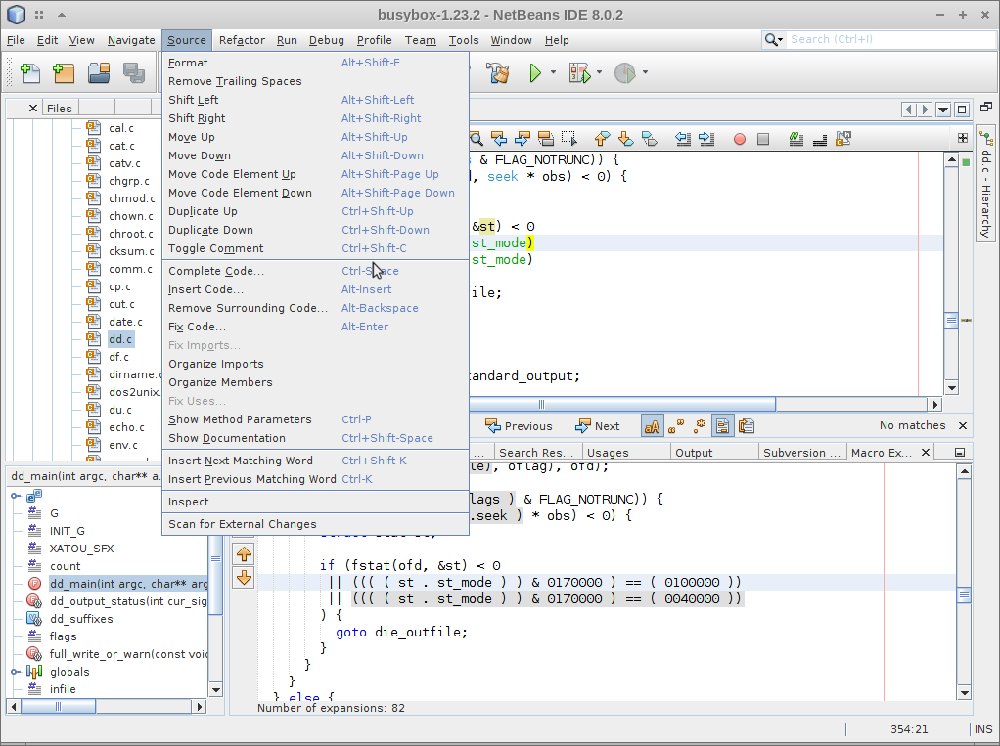 busybox-1.23.2 - NetBeans IDE 8.0.2
File Edit View Navigate Source Refactor Run Debug Profile Team Tools Window Help
Search (Ctrl+I)
Files
cal.c
cat.c
catv.c
chgrp.c
chmod.c
chown.c
chroot.c
cksum.c
comm.c
cp.c
cut.c
date.c
dd.c
df.c
dirname.c
dos2unix.
du.c
echo.c
env.c
Format Alt+Shift-F
Remove Trailing Spaces
Shift Left Alt+Shift-Left
Shift Right Alt+Shift-Right
Move Up Alt+Shift-Up
Move Down Alt+Shift-Down
Move Code Element Up Alt+Shift-Page Up
Move Code Element Down Alt+Shift-Page Down
Duplicate Up Ctrl+Shift-Up
Duplicate Down Ctrl+Shift-Down
Toggle Comment Ctrl+Shift-C
Complete Code... Ctrl-Space
Insert Code... Alt-Insert
Remove Surrounding Code... Alt-Backspace
Fix Code... Alt-Enter
Fix Imports...
Organize Imports
Organize Members
Fix Uses...
Show Method Parameters Ctrl-P
Show Documentation Ctrl+Shift-Space
Insert Next Matching Word Ctrl+Shift-K
Insert Previous Matching Word Ctrl-K
Inspect...
Scan for External Changes
& FLAG_NOTRUNC)) {
, seek * obs) < 0) {
&st) < 0
st_mode)
st_mode)
ile;
tandard_output;
dd.c - Hierarchy
Previous Next No matches
... Search Res... Usages Output Subversion ... Macro Ex...
dd_main(int argc, char** a.
G
INIT_G
XATOU_SFX
count
dd_main(int argc, char** arg
dd_output_status(int cur_sig
dd_suffixes
flags
full_write_or_warn(const void
globals
infile
le), oflag), ofd);
lags ) & FLAG_NOTRUNC)) {
.seek ) * obs) < 0) {
struct stat st;
if (fstat(ofd, &st) < 0
|| ((( ( st . st_mode ) ) & 0170000 ) == ( 0100000 ))
|| ((( ( st . st_mode ) ) & 0170000 ) == ( 0040000 ))
) {
goto die_outfile;
}
}
}
} else {
Number of expansions: 82
354:21 INS